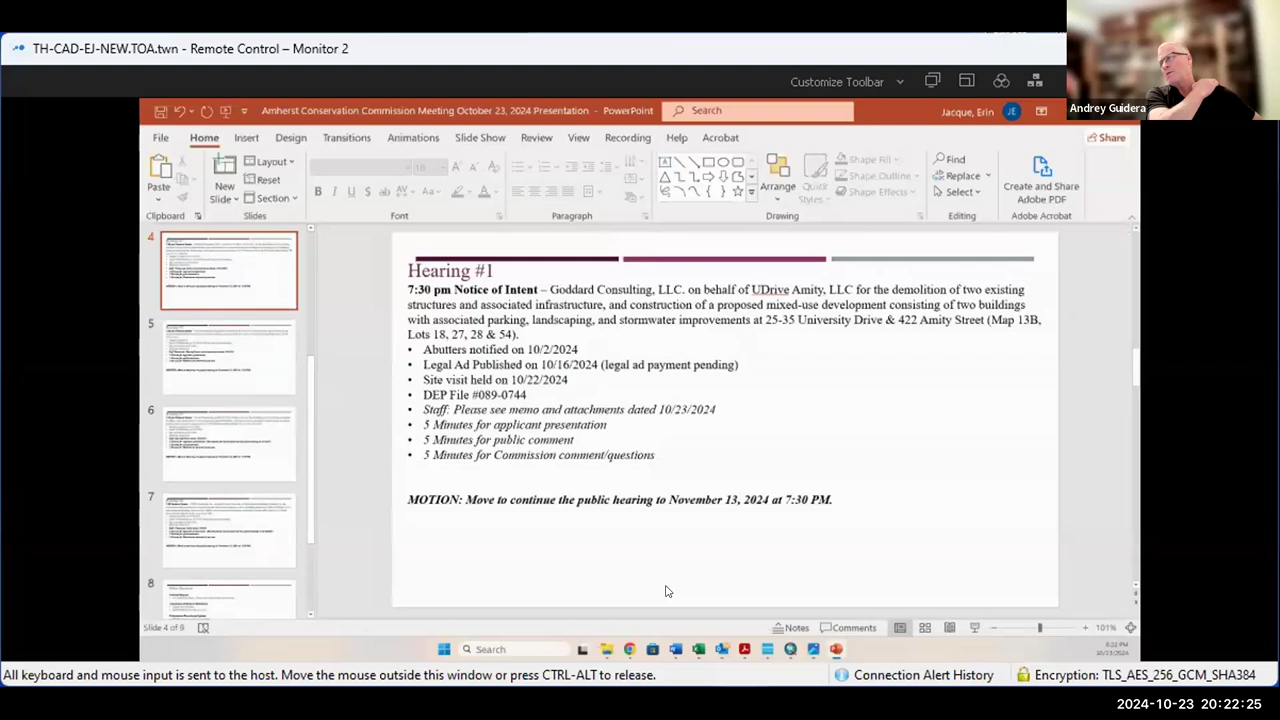 TH-CAD-EJ-NEW.TOA.twn - Remote Control – Monitor 2
Customize Toolbar
Andrey Guidera
Amherst Conservation Commission Meeting October 23, 2024 Presentation - PowerPoint
Search
Jacque, Erin
JE
File Home Insert Design Transitions Animations Slide Show Review View Recording Help Acrobat
Share
Paste
New
Slide
Layout
Reset
Section
Arrange
Quick
Styles
Shape Fill
Shape Outline
Shape Effects
Find
Replace
Select
Create and Share
Adobe PDF
Clipboard Slides Font Paragraph Drawing Editing Adobe Acrobat
4
5
6
7
8
Hearing #1
7:30 pm Notice of Intent – Goddard Consulting, LLC. on behalf of UDrive Amity, LLC for the demolition of two existing
structures and associated infrastructure, and construction of a proposed mixed-use development consisting of two buildings
with associated parking, landscaping, and stormwater improvements at 25-35 University Drive & 422 Amity Street (Map 13B,
Lots 18-27, 28 & 54).
• Abutters notified on 10/2/2024
• Legal Ad Published on 10/16/2024 (legal ad payment pending)
• Site visit held on 10/22/2024
• DEP File #089-0744
• Staff: Please see memo and attachments dated 10/23/2024
• 5 Minutes for applicant presentation
• 5 Minutes for public comment
• 5 Minutes for Commission comment/questions
MOTION: Move to continue the public hearing to November 13, 2024 at 7:30 PM.
Slide 4 of 9
Notes
Comments
101%
Search
10/23/2024
All keyboard and mouse input is sent to the host. Move the mouse outside this window or press CTRL-ALT to release.
Connection Alert History
Encryption: TLS_AES_256_GCM_SHA384
2024-10-23 20:22:25